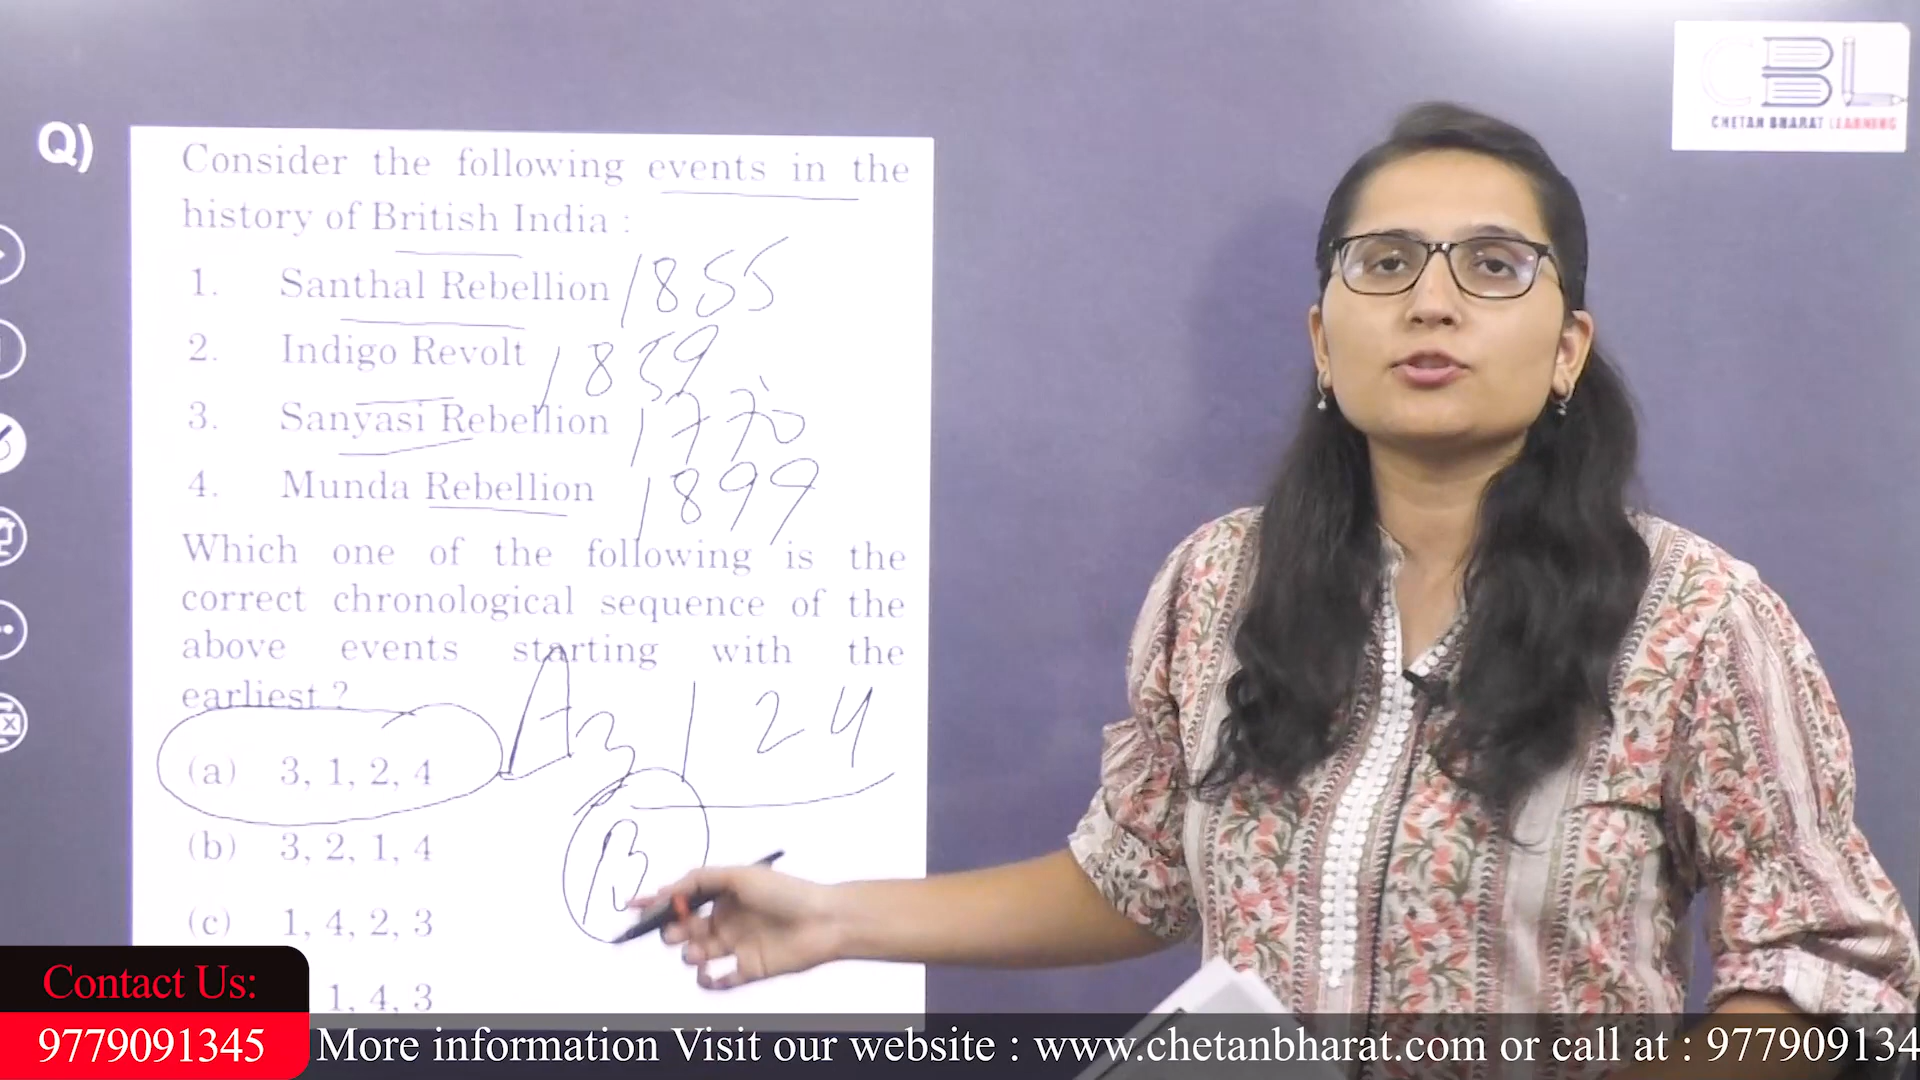 CBL
CHETAN BHARAT LEARNING
Q)
Consider the following events in the
history of British India :
1. Santhal Rebellion 1855
2. Indigo Revolt 1859
3. Sanyasi Rebellion 1770
4. Munda Rebellion 1899
Which one of the following is the
correct chronological sequence of the
above events starting with the
earliest ?
A 3 1 2 4
(a) 3, 1, 2, 4
(b) 3, 2, 1, 4
B
(c) 1, 4, 2, 3
1, 4, 3
Contact Us:
9779091345
More information Visit our website : www.chetanbharat.com or call at : 977909134